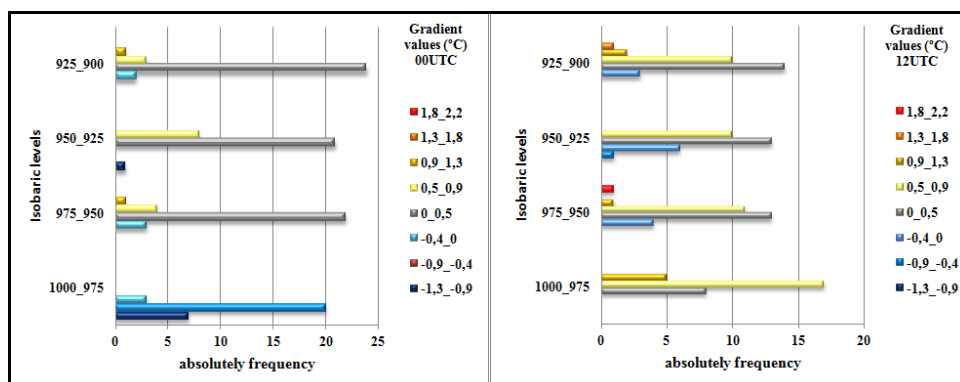 Gradient
values (°C)
00UTC
925_900
950_925
975_950
1000_975
Isobaric levels
0 5 10 15 20 25
absolutely frequency
1,8_2,2
1,3_1,8
0,9_1,3
0,5_0,9
0_0,5
-0,4_0
-0,9_-0,4
-1,3_-0,9
Gradient
values (°C)
12UTC
925_900
950_925
975_950
1000_975
Isobaric levels
0 5 10 15 20
absolutely frequency
1,8_2,2
1,3_1,8
0,9_1,3
0,5_0,9
0_0,5
-0,4_0
-0,9_-0,4
-1,3_-0,9